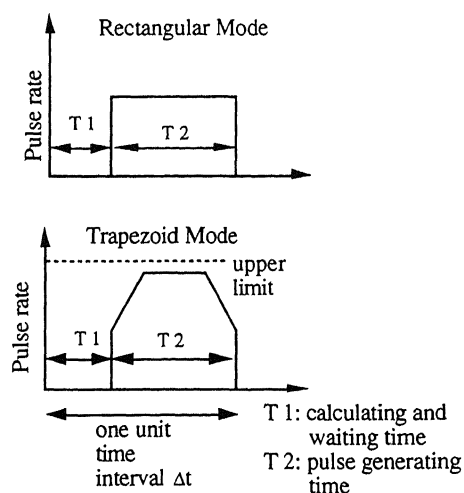 Rectangular Mode
Pulse rate
T 1
T 2
Trapezoid Mode
upper
limit
Pulse rate
T 1
T 2
one unit
time
interval Δt
T 1: calculating and
waiting time
T 2: pulse generating
time